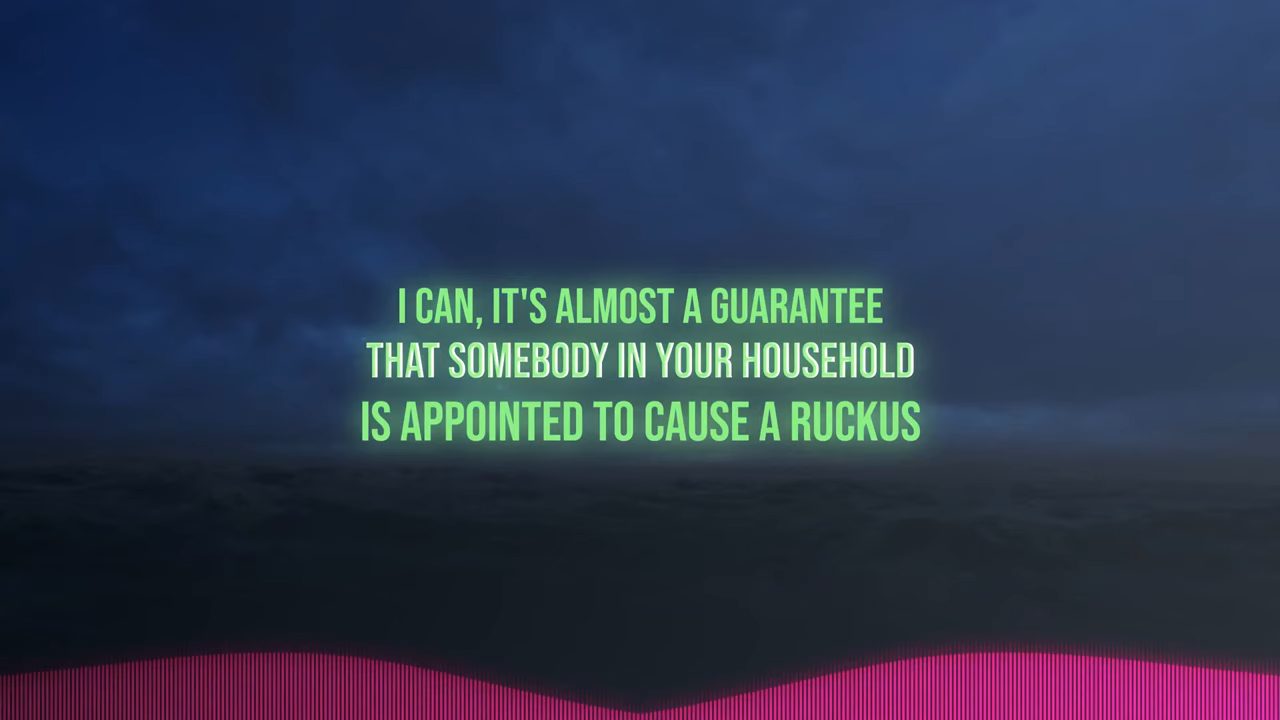 I CAN, IT'S ALMOST A GUARANTEE
THAT SOMEBODY IN YOUR HOUSEHOLD
IS APPOINTED TO CAUSE A RUCKUS